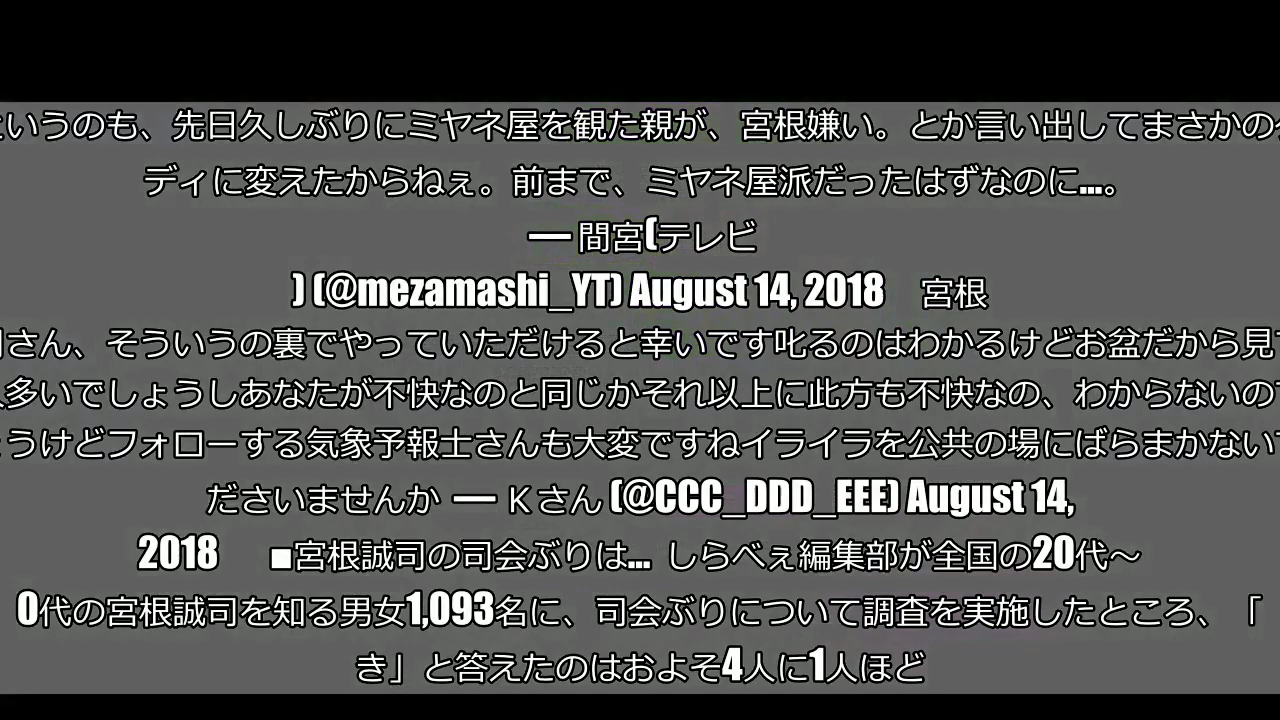 いうのも、先日久しぶりにミヤネ屋を観た親が、宮根嫌い。とか言い出してまさかの
ディに変えたからねぇ。前まで、ミヤネ屋派だったはずなのに...。
— 間宮(テレビ
) (@mezamashi_YT) August 14, 2018 宮根
さん、そういうの裏でやっていただけると幸いです叱るのはわかるけどお盆だから見
多いでしょうしあなたが不快なのと同じかそれ以上に此方も不快なの、わからないの
うけどフォローする気象予報士さんも大変ですねイライラを公共の場にばらまかない
ださいませんか — Kさん (@CCC_DDD_EEE) August 14,
2018 ■宮根誠司の司会ぶりは... しらべぇ編集部が全国の20代〜
0代の宮根誠司を知る男女1,093名に、司会ぶりについて調査を実施したところ、「
き」と答えたのはおよそ4人に1人ほど